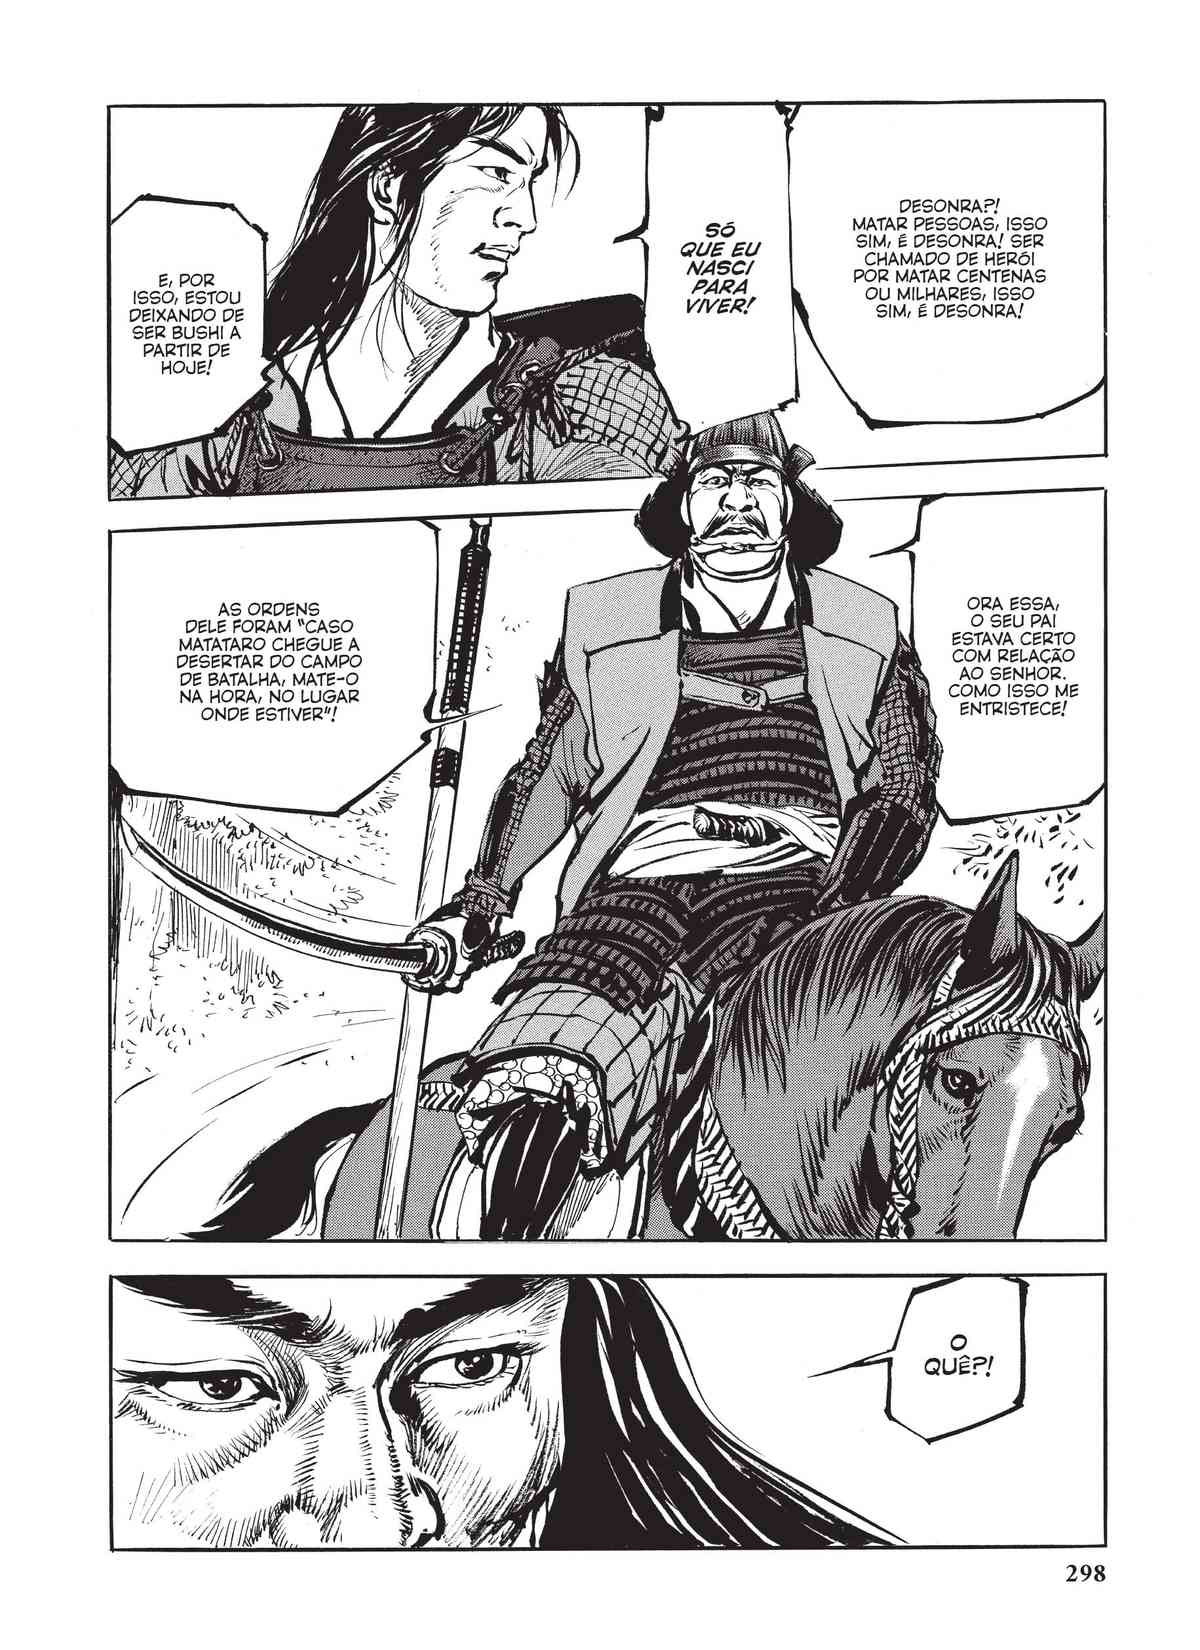 DESONRA?!
MATAR PESSOAS, ISSO
SIM, É DESONRA! SER
CHAMADO DE HERÓI
POR MATAR CENTENAS
OU MILHARES, ISSO
SIM, É DESONRA!
SÓ
QUE EU
NASCI
PARA
VIVER!
E, POR
ISSO, ESTOU
DEIXANDO DE
SER BUSHI A
PARTIR DE
HOJE!
ORA ESSA,
O SEU PAI
ESTAVA CERTO
COM RELAÇÃO
AO SENHOR.
COMO ISSO ME
ENTRISTECE!
AS ORDENS
DELE FORAM “CASO
MATATARO CHEGUE A
DESERTAR DO CAMPO
DE BATALHA, MATE-O
NA HORA, NO LUGAR
ONDE ESTIVER”!
O
QUÊ?!
298